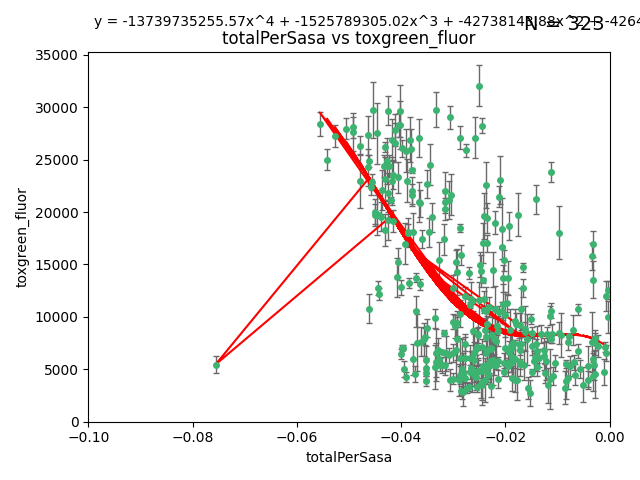 y = -13739735255.57x^4 + -1525789305.02x^3 +
N = 323
totalPerSasa vs toxgreen_fluor
35000
30000
25000
20000
15000
10000
5000
0
toxgreen_fluor
−0.10 −0.08 −0.06 −0.04 −0.02 0.00
totalPerSasa